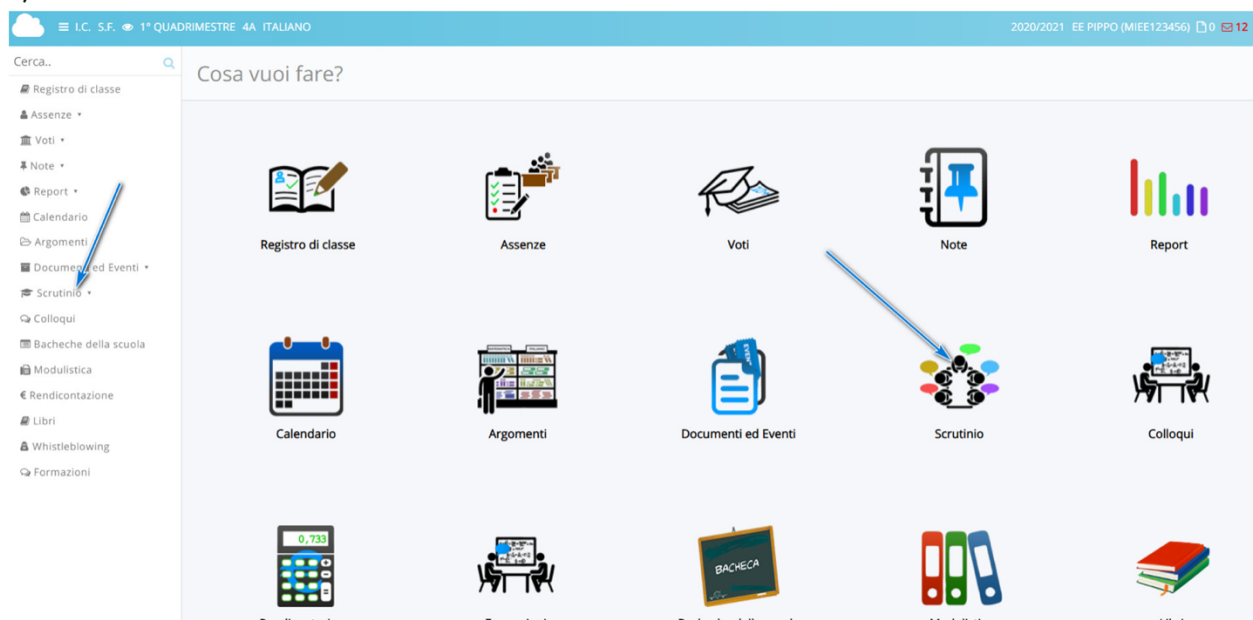 I.C. S.F. 1° QUADRIMESTRE 4A ITALIANO
2020/2021 EE PIPPO (MIEE123456) 0 12
Cerca..
Registro di classe
Assenze
Voti
Note
Report
Calendario
Argomenti
Documenti ed Eventi
Scrutinio
Colloqui
Bacheche della scuola
Modulistica
€ Rendicontazione
Libri
Whistleblowing
Formazioni
Cosa vuoi fare?
Registro di classe
Assenze
Voti
Note
Report
Calendario
Argomenti
EVENT
Documenti ed Eventi
Scrutinio
Colloqui
0,733
BACHECA